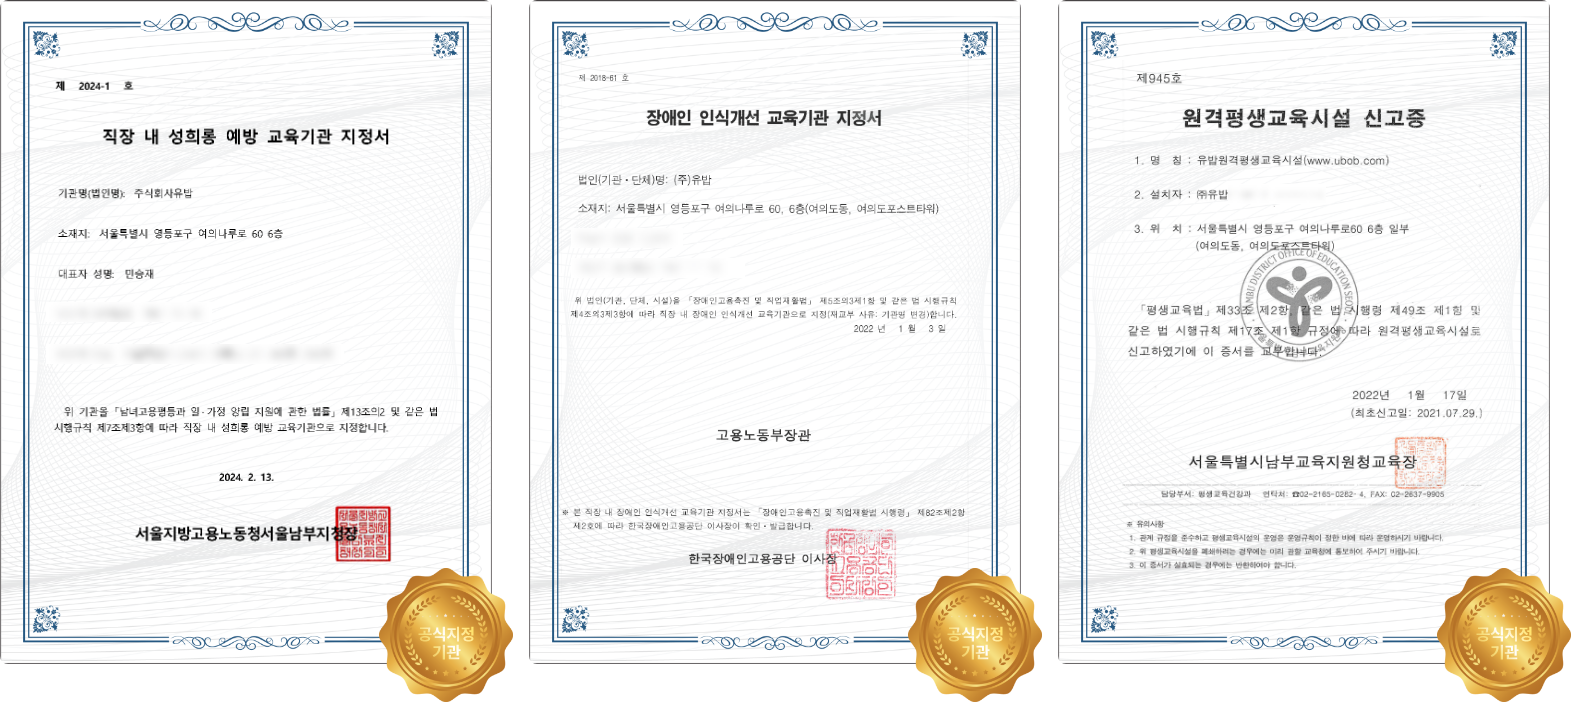 제 2024-1 호
직장 내 성희롱 예방 교육기관 지정서
기관명(법인명): 주식회사유밥
소재지: 서울특별시 영등포구 여의나루로 60 6층
대표자 성명: 민승재
위 기관을 「남녀고용평등과 일·가정 양립 지원에 관한 법률」 제13조의2 및 같은 법
시행규칙 제7조제3항에 따라 직장 내 성희롱 예방 교육기관으로 지정합니다.
2024. 2. 13.
서울지방고용노동청서울남부지청장
공식지정
기관
제 2018-61 호
장애인 인식개선 교육기관 지정서
법인(기관·단체)명: (주)유밥
소재지: 서울특별시 영등포구 여의나루로 60, 6층(여의도동, 여의도포스트타워)
위 법인(기관, 단체, 시설)을 「장애인고용촉진 및 직업재활법」 제5조의3제1항 및 같은 법 시행규칙
제4조의3제3항에 따라 직장 내 장애인 인식개선 교육기관으로 지정(재교부 사유: 기관명 변경)합니다.
2022 년 1 월 3 일
고용노동부장관
※ 본 직장 내 장애인 인식개선 교육기관 지정서는 「장애인고용촉진 및 직업재활법 시행령」 제82조제2항
제2호에 따라 한국장애인고용공단 이사장이 확인·발급합니다.
한국장애인고용공단 이사장
공식지정
기관
제945호
원격평생교육시설 신고증
1. 명 칭 : 유밥원격평생교육시설(www.ubob.com)
2. 설치자 : ㈜유밥
3. 위 치 : 서울특별시 영등포구 여의나루로60 6층 일부
(여의도동, 여의도포스트타워)
NAMBU DISTRICT OFFICE OF EDUCATION SEOUL
「평생교육법」제33조 제2항, 같은 법 시행령 제49조 제1항 및
같은 법 시행규칙 제17조 제1항 규정에 따라 원격평생교육시설로
신고하였기에 이 증서를 교부합니다.
2022년 1월 17일
(최초신고일: 2021.07.29.)
서울특별시남부교육지원청교육장
담당부서: 평생교육건강과 연락처: ☎02-2165-0282- 4, FAX: 02-2637-9905
※ 유의사항
1. 관계 규정을 준수하고 평생교육시설의 운영은 운영규칙이 정한 바에 따라 운영하시기 바랍니다.
2. 위 평생교육시설을 폐쇄하려는 경우에는 미리 관할 교육청에 통보하여 주시기 바랍니다.
3. 이 증서가 실효되는 경우에는 반환하여야 합니다.
공식지정
기관